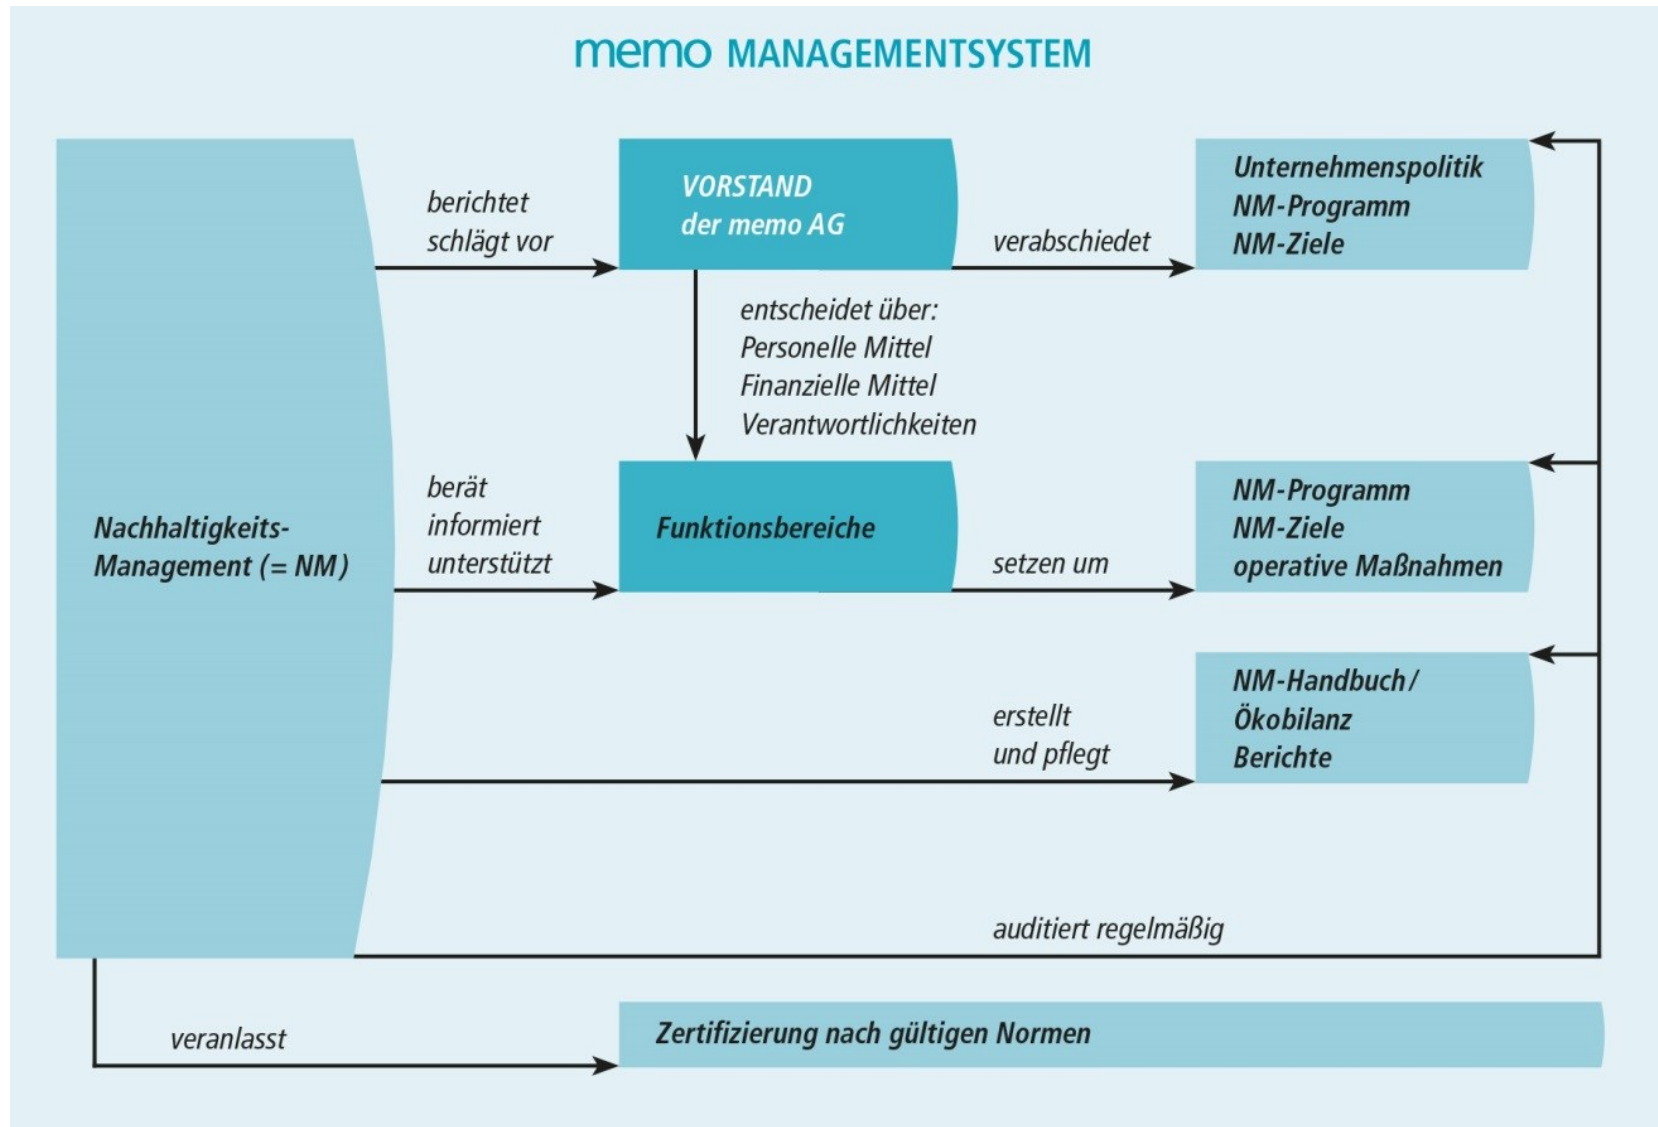 memo MANAGEMENTSYSTEM
berichtet
schlägt vor
VORSTAND
der memo AG
verabschiedet
Unternehmenspolitik
NM-Programm
NM-Ziele
entscheidet über:
Personelle Mittel
Finanzielle Mittel
Verantwortlichkeiten
Nachhaltigkeits-
Management (= NM)
berät
informiert
unterstützt
Funktionsbereiche
setzen um
NM-Programm
NM-Ziele
operative Maßnahmen
erstellt
und pflegt
NM-Handbuch/
Ökobilanz
Berichte
auditiert regelmäßig
veranlasst
Zertifizierung nach gültigen Normen